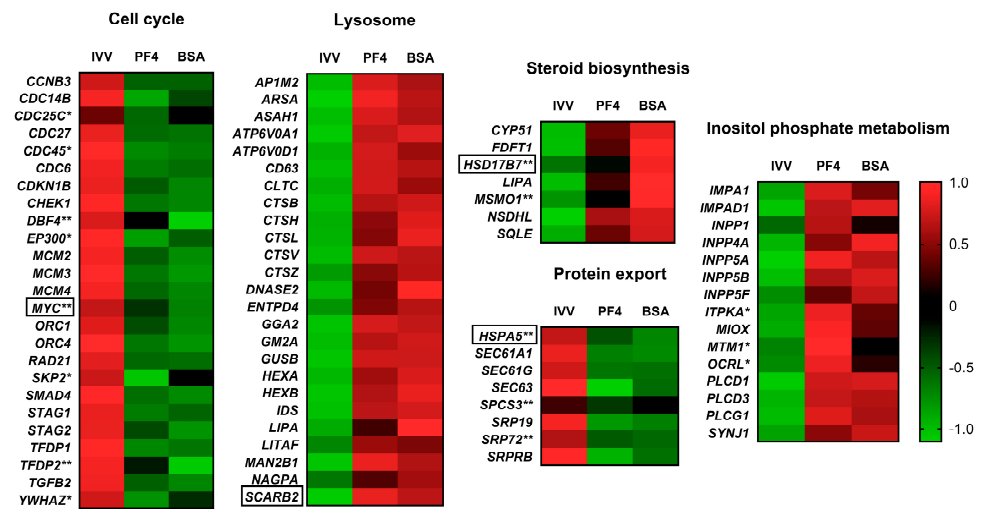 Cell cycle
IVV PF4 BSA
CCNB3
CDC14B
CDC25C*
CDC27
CDC45*
CDC6
CDKN1B
CHEK1
DBF4**
EP300*
MCM2
MCM3
MCM4
MYC**
ORC1
ORC4
RAD21
SKP2*
SMAD4
STAG1
STAG2
TFDP1
TFDP2**
TGFB2
YWHAZ*
Lysosome
IVV PF4 BSA
AP1M2
ARSA
ASAH1
ATP6V0A1
ATP6V0D1
CD63
CLTC
CTSB
CTSH
CTSL
CTSV
CTSZ
DNASE2
ENTPD4
GGA2
GM2A
GUSB
HEXA
HEXB
IDS
LIPA
LITAF
MAN2B1
NAGPA
SCARB2
Steroid biosynthesis
IVV PF4 BSA
CYP51
FDFT1
HSD17B7**
LIPA
MSMO1**
NSDHL
SQLE
Protein export
IVV PF4 BSA
HSPA5**
SEC61A1
SEC61G
SEC63
SPCS3**
SRP19
SRP72**
SRPRB
Inositol phosphate metabolism
IVV PF4 BSA
IMPA1
IMPAD1
INPP1
INPP4A
INPP5A
INPP5B
INPP5F
ITPKA*
MIOX
MTM1*
OCRL*
PLCD1
PLCD3
PLCG1
SYNJ1
1.0
0.5
0
-0.5
-1.0